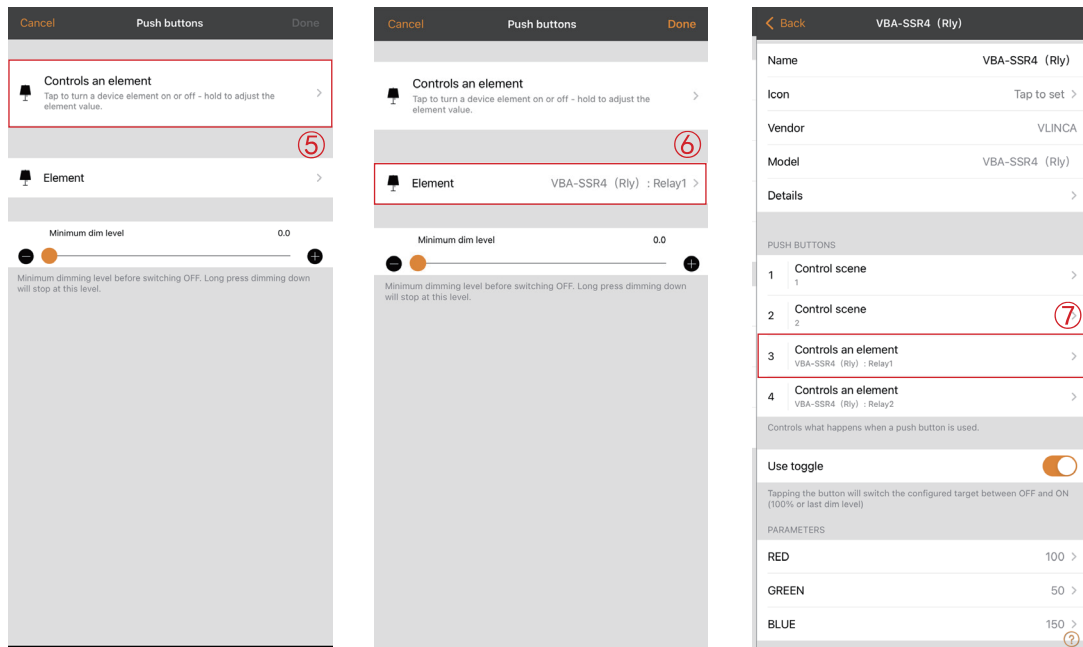 Cancel Push buttons Done
Controls an element
Tap to turn a device element on or off - hold to adjust the
element value.
⑤
Element
Minimum dim level 0.0
Minimum dimming level before switching OFF. Long press dimming down
will stop at this level.
Cancel Push buttons Done
Controls an element
Tap to turn a device element on or off - hold to adjust the
element value.
⑥
Element VBA-SSR4 (Rly) : Relay1
Minimum dim level 0.0
Minimum dimming level before switching OFF. Long press dimming down
will stop at this level.
Back VBA-SSR4 (Rly)
Name VBA-SSR4 (Rly)
Icon Tap to set
Vendor VLINCA
Model VBA-SSR4 (Rly)
Details
PUSH BUTTONS
1 Control scene
1
2 Control scene
2
⑦
3 Controls an element
VBA-SSR4 (Rly) : Relay1
4 Controls an element
VBA-SSR4 (Rly) : Relay2
Controls what happens when a push button is used.
Use toggle
Tapping the button will switch the configured target between OFF and ON
(100% or last dim level)
PARAMETERS
RED 100
GREEN 50
BLUE 150
?